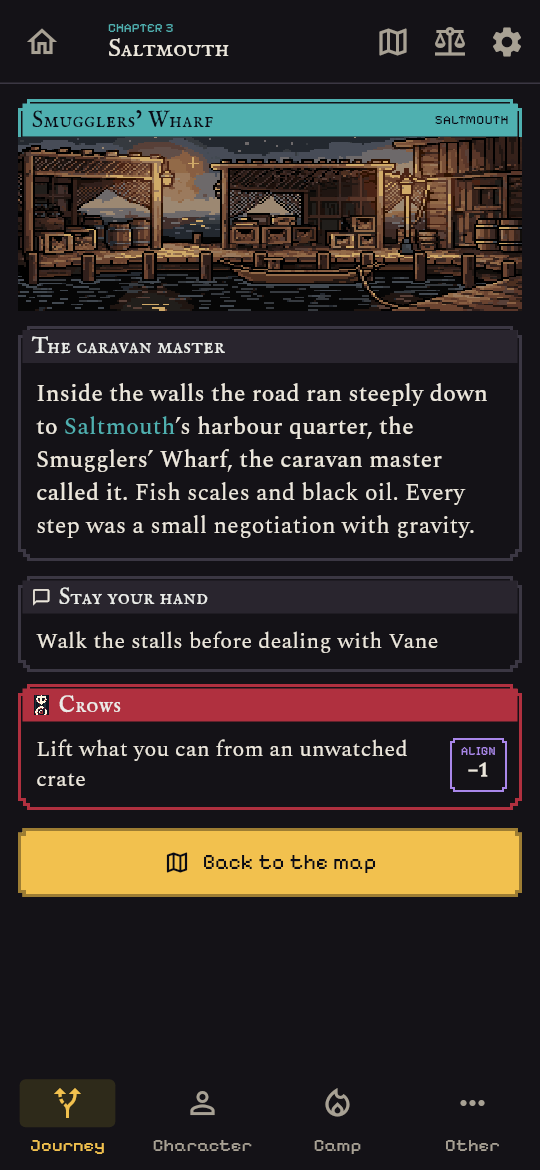 CHAPTER 3
Saltmouth
Smugglers' Wharf
SALTMOUTH
The caravan master
Inside the walls the road ran steeply down
to Saltmouth's harbour quarter, the
Smugglers' Wharf, the caravan master
called it. Fish scales and black oil. Every
step was a small negotiation with gravity.
Stay your hand
Walk the stalls before dealing with Vane
Crows
Lift what you can from an unwatched
crate
ALIGN
−1
Back to the map
Journey
Character
Camp
Other